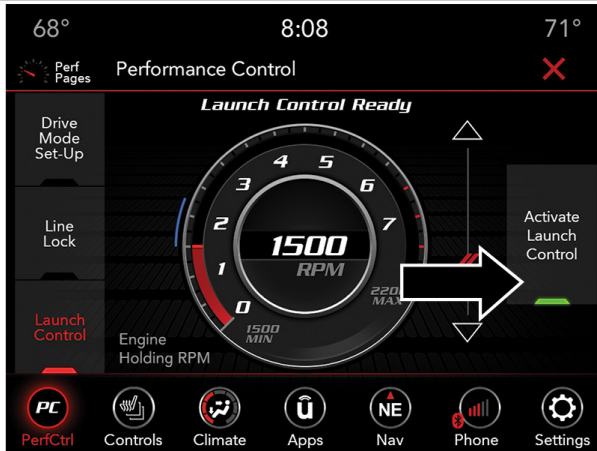 68°
8:08
71°
Perf
Pages
Performance Control
X
Launch Control Ready
Drive
Mode
Set-Up
Line
Lock
Launch
Control
0
1
2
3
4
5
6
7
1500
RPM
1500
MIN
MAX
Engine
Holding RPM
Activate
Launch
Control
PC
PerfCtrl
Controls
Climate
û
Apps
NE
Nav
Phone
Settings